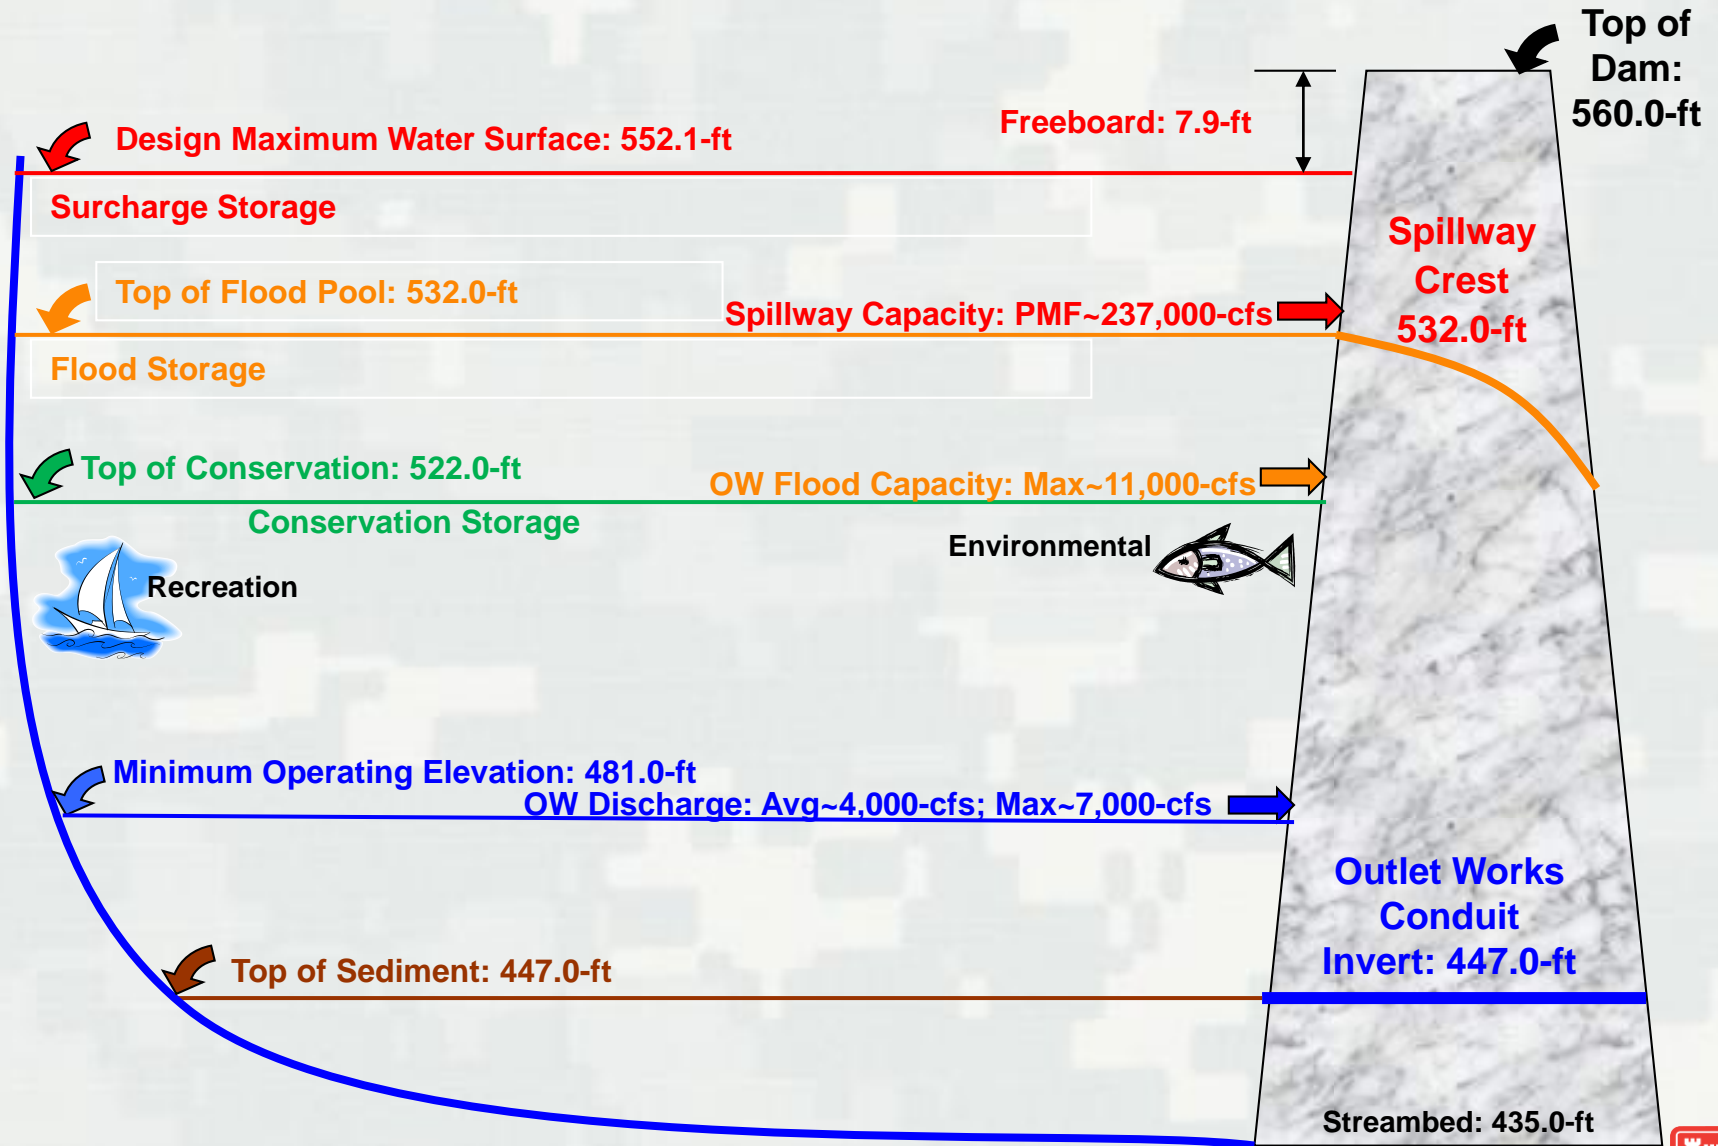 Top of
Dam:
560.0-ft
Freeboard: 7.9-ft
Design Maximum Water Surface: 552.1-ft
Surcharge Storage
Spillway
Crest
532.0-ft
Top of Flood Pool: 532.0-ft
Spillway Capacity: PMF~237,000-cfs
Flood Storage
Top of Conservation: 522.0-ft
OW Flood Capacity: Max~11,000-cfs
Conservation Storage
Environmental
Recreation
Minimum Operating Elevation: 481.0-ft
OW Discharge: Avg~4,000-cfs; Max~7,000-cfs
Outlet Works
Conduit
Invert: 447.0-ft
Top of Sediment: 447.0-ft
Streambed: 435.0-ft